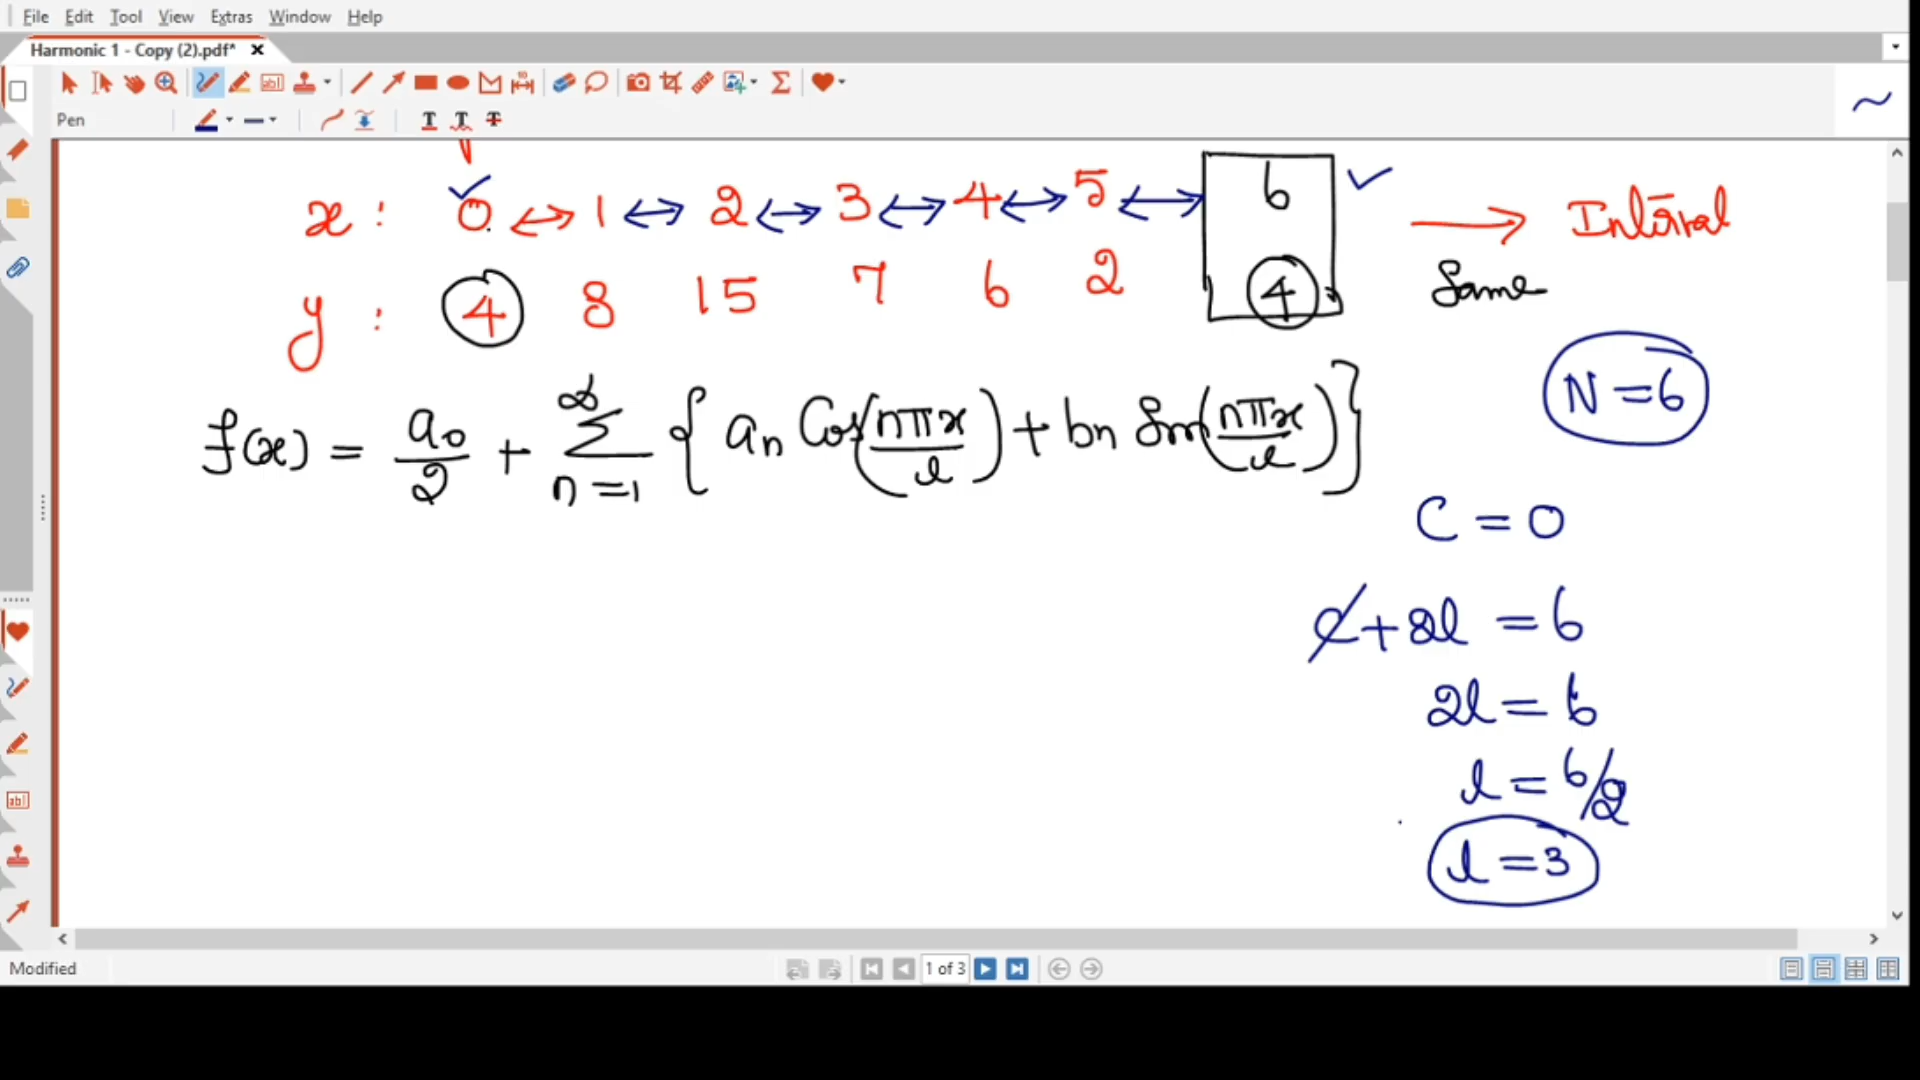 File Edit Tool View Extras Window Help
Harmonic 1 - Copy (2).pdf* ×
Pen
x : 0 ↔ 1 ↔ 2 ↔ 3 ↔ 4 ↔ 5 ↔ 6 ✓ → Interval
y : 4 8 15 7 6 2 4 Same
N = 6
f(x) = a₀/2 + ∑_{n=1}^{∞} { aₙ Cos(nπx/l) + bₙ Sin(nπx/l) }
C = 0
C + 2l = 6
2l = 6
l = 6/2
l = 3
Modified 1 of 3